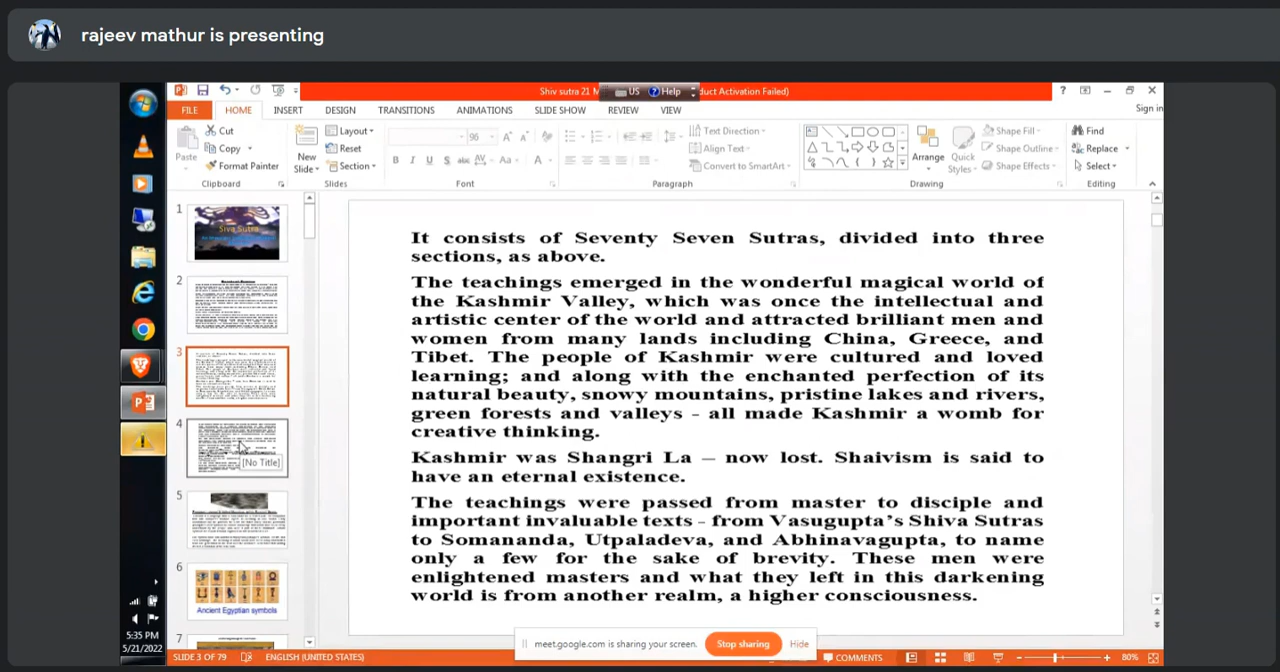 rajeev mathur is presenting
Shiv sutra 21 M
US
Help
duct Activation Failed)
Sign in
FILE
HOME
INSERT
DESIGN
TRANSITIONS
ANIMATIONS
SLIDE SHOW
REVIEW
VIEW
Paste
Cut
Copy
Format Painter
Clipboard
New
Slide
Layout
Reset
Section
Slides
96
Font
Text Direction
Align Text
Convert to SmartArt
Paragraph
Arrange
Quick
Styles
Shape Fill
Shape Outline
Shape Effects
Drawing
Find
Replace
Select
Editing
1
Siva Sutra
2
3
4
[No Title]
5
6
Ancient Egyptian symbols
7
It consists of Seventy Seven Sutras, divided into three
sections, as above.
The teachings emerged in the wonderful magical world of
the Kashmir Valley, which was once the intellectual and
artistic center of the world and attracted brilliant men and
women from many lands including China, Greece, and
Tibet. The people of Kashmir were cultured and loved
learning; and along with the enchanted perfection of its
natural beauty, snowy mountains, pristine lakes and rivers,
green forests and valleys - all made Kashmir a womb for
creative thinking.
Kashmir was Shangri La – now lost. Shaivism is said to
have an eternal existence.
The teachings were passed from master to disciple and
important invaluable texts - from Vasugupta's Shiva Sutras
to Somananda, Utpaladeva, and Abhinavagupta, to name
only a few for the sake of brevity. These men were
enlightened masters and what they left in this darkening
world is from another realm, a higher consciousness.
meet.google.com is sharing your screen.
Stop sharing
Hide
5:35 PM
5/21/2022
SLIDE 3 OF 79
ENGLISH (UNITED STATES)
COMMENTS
80%